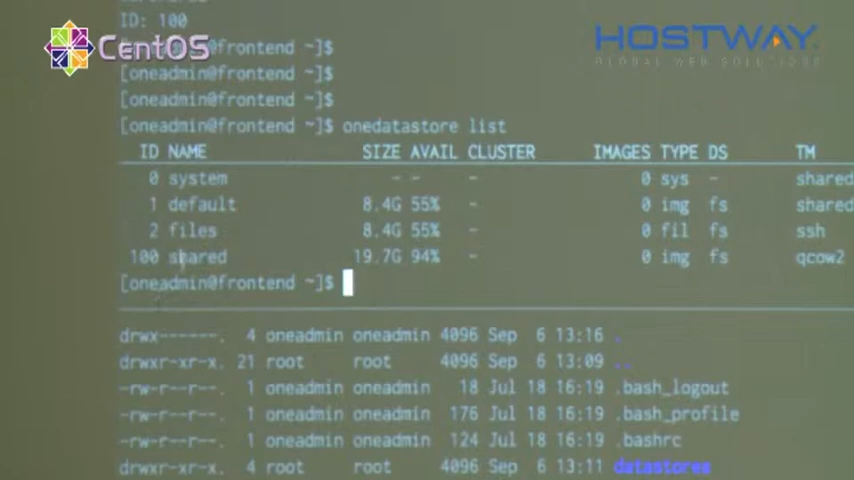 ID: 100
CentOS
HOSTWAY.
GLOBAL WEB SOLUTIONS
[oneadmin@frontend ~]$
[oneadmin@frontend ~]$
[oneadmin@frontend ~]$
[oneadmin@frontend ~]$ onedatastore list
ID NAME SIZE AVAIL CLUSTER IMAGES TYPE DS TM
0 system - - - 0 sys - shared
1 default 8.4G 55% - 0 img fs shared
2 files 8.4G 55% - 0 fil fs ssh
100 shared 19.7G 94% - 0 img fs qcow2
[oneadmin@frontend ~]$
drwx------. 4 oneadmin oneadmin 4096 Sep 6 13:16 .
drwxr-xr-x. 21 root root 4096 Sep 6 13:09 ..
-rw-r--r--. 1 oneadmin oneadmin 18 Jul 18 16:19 .bash_logout
-rw-r--r--. 1 oneadmin oneadmin 176 Jul 18 16:19 .bash_profile
-rw-r--r--. 1 oneadmin oneadmin 124 Jul 18 16:19 .bashrc
drwxr-xr-x. 4 root root 4096 Sep 6 13:11 datastores